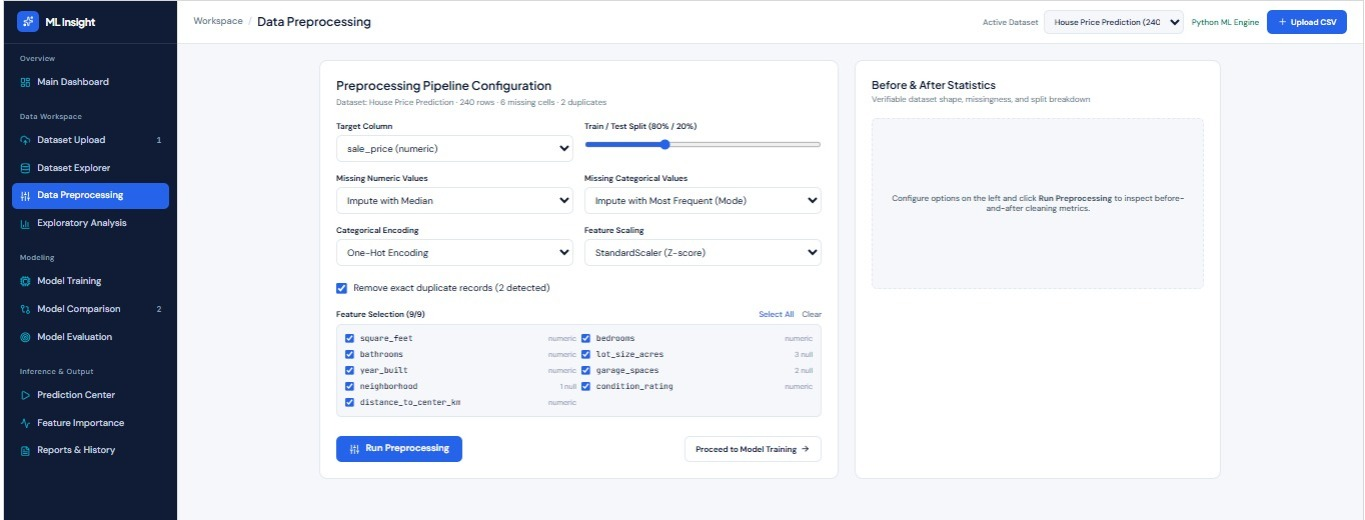 ML Insight
Workspace / Data Preprocessing
Active Dataset
House Price Prediction (240
Python ML Engine
+ Upload CSV
Overview
Main Dashboard
Data Workspace
Dataset Upload 1
Dataset Explorer
Data Preprocessing
Exploratory Analysis
Modeling
Model Training
Model Comparison 2
Model Evaluation
Inference & Output
Prediction Center
Feature Importance
Reports & History
Preprocessing Pipeline Configuration
Dataset: House Price Prediction · 240 rows · 6 missing cells · 2 duplicates
Target Column
sale_price (numeric)
Train / Test Split (80% / 20%)
Missing Numeric Values
Impute with Median
Missing Categorical Values
Impute with Most Frequent (Mode)
Categorical Encoding
One-Hot Encoding
Feature Scaling
StandardScaler (Z-score)
Remove exact duplicate records (2 detected)
Feature Selection (9/9)
Select All Clear
square_feet numeric
bedrooms numeric
bathrooms numeric
lot_size_acres 3 null
year_built numeric
garage_spaces 2 null
neighborhood 1 null
condition_rating numeric
distance_to_center_km numeric
Run Preprocessing
Proceed to Model Training →
Before & After Statistics
Verifiable dataset shape, missingness, and split breakdown
Configure options on the left and click Run Preprocessing to inspect before-
and-after cleaning metrics.